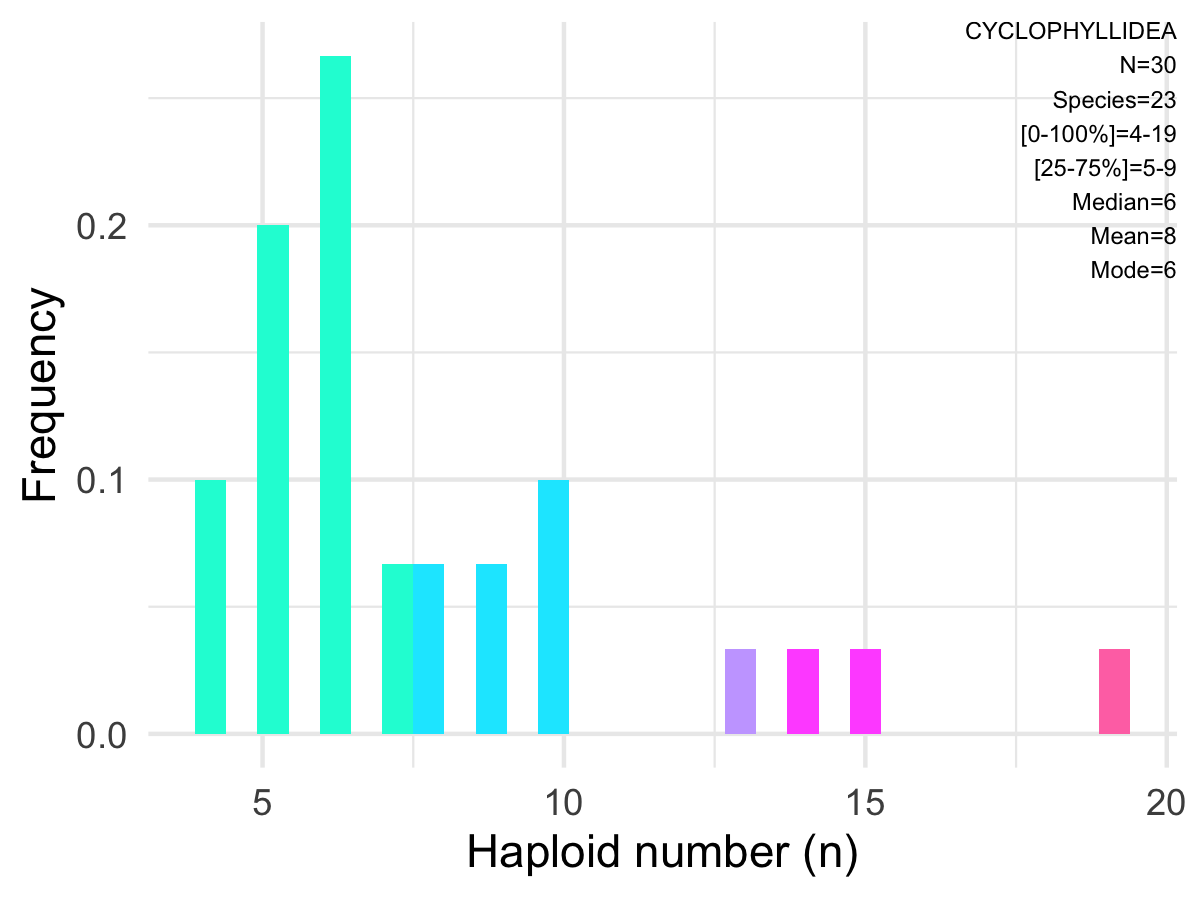 CYCLOPHYLLIDEA
N=30
Species=23
[0-100%]=4-19
[25-75%]=5-9
Median=6
Mean=8
Mode=6
0.2
0.1
0.0
Frequency
5 10 15 20
Haploid number (n)